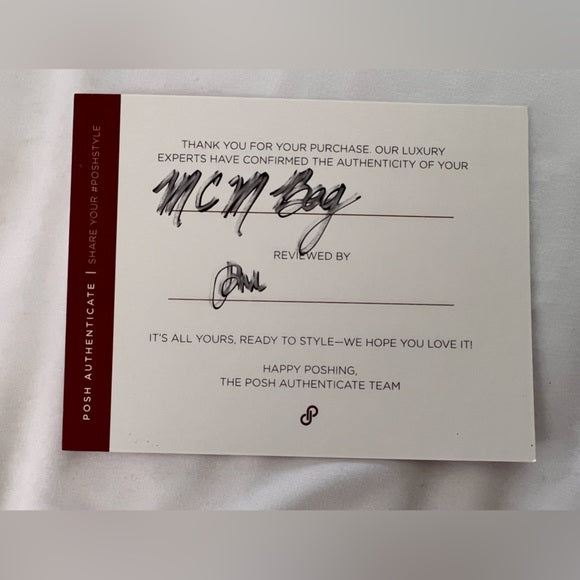 THANK YOU FOR YOUR PURCHASE. OUR LUXURY
EXPERTS HAVE CONFIRMED THE AUTHENTICITY OF YOUR
MCM Bag
REVIEWED BY
IT'S ALL YOURS, READY TO STYLE—WE HOPE YOU LOVE IT!
HAPPY POSHING,
THE POSH AUTHENTICATE TEAM
POSH AUTHENTICATE | SHARE YOUR #POSHSTYLE